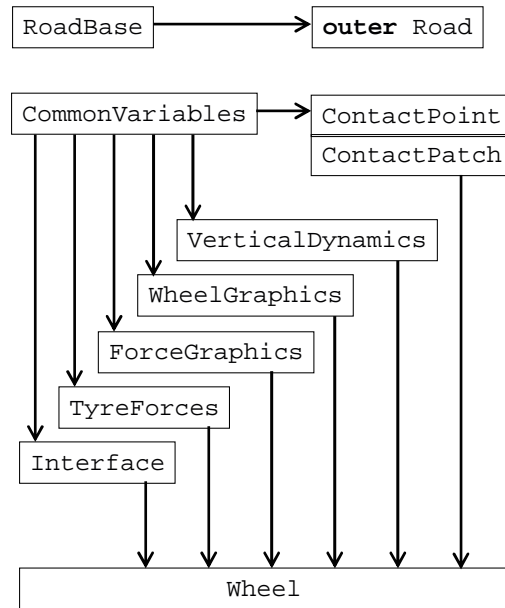 RoadBase
outer Road
CommonVariables
ContactPoint
ContactPatch
VerticalDynamics
WheelGraphics
ForceGraphics
TyreForces
Interface
Wheel